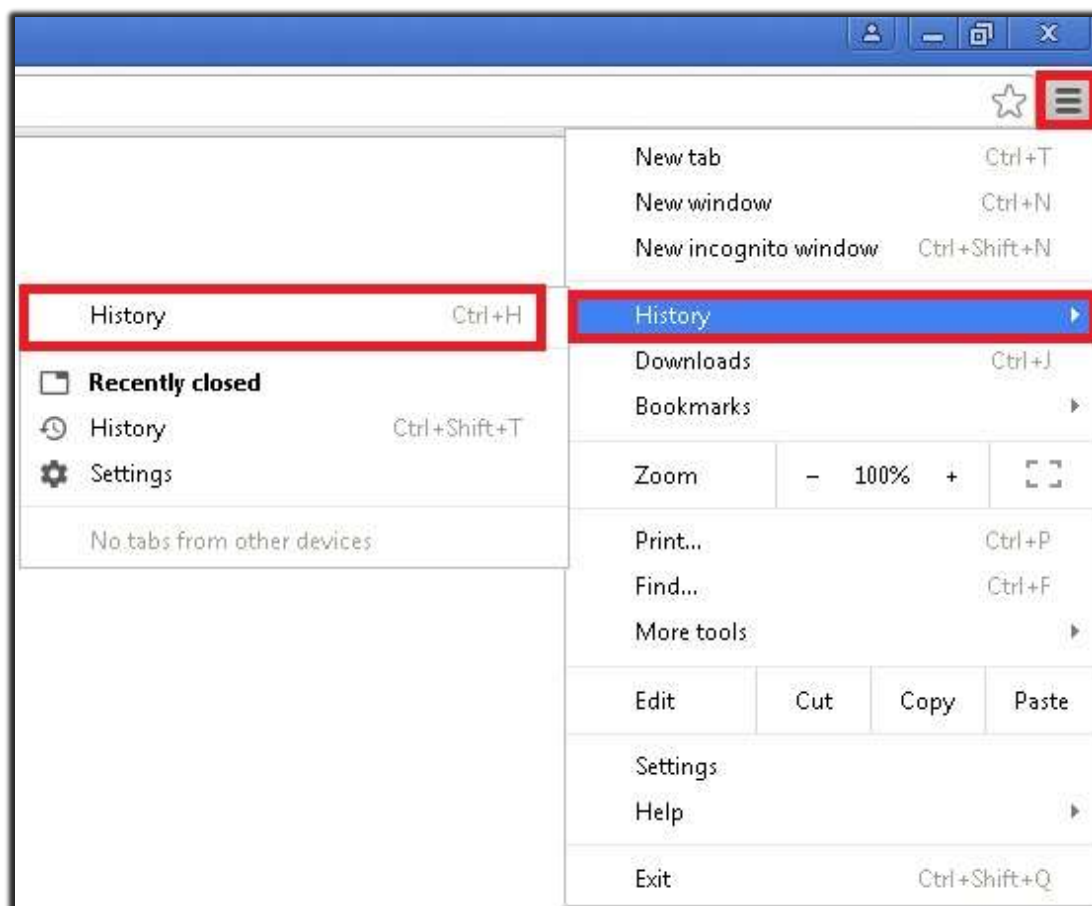 New tab Ctrl+T
New window Ctrl+N
New incognito window Ctrl+Shift+N
History Ctrl+H
History
Recently closed
Downloads Ctrl+J
History Ctrl+Shift+T
Bookmarks
Settings
Zoom - 100% +
No tabs from other devices
Print... Ctrl+P
Find... Ctrl+F
More tools
Edit Cut Copy Paste
Settings
Help
Exit Ctrl+Shift+Q